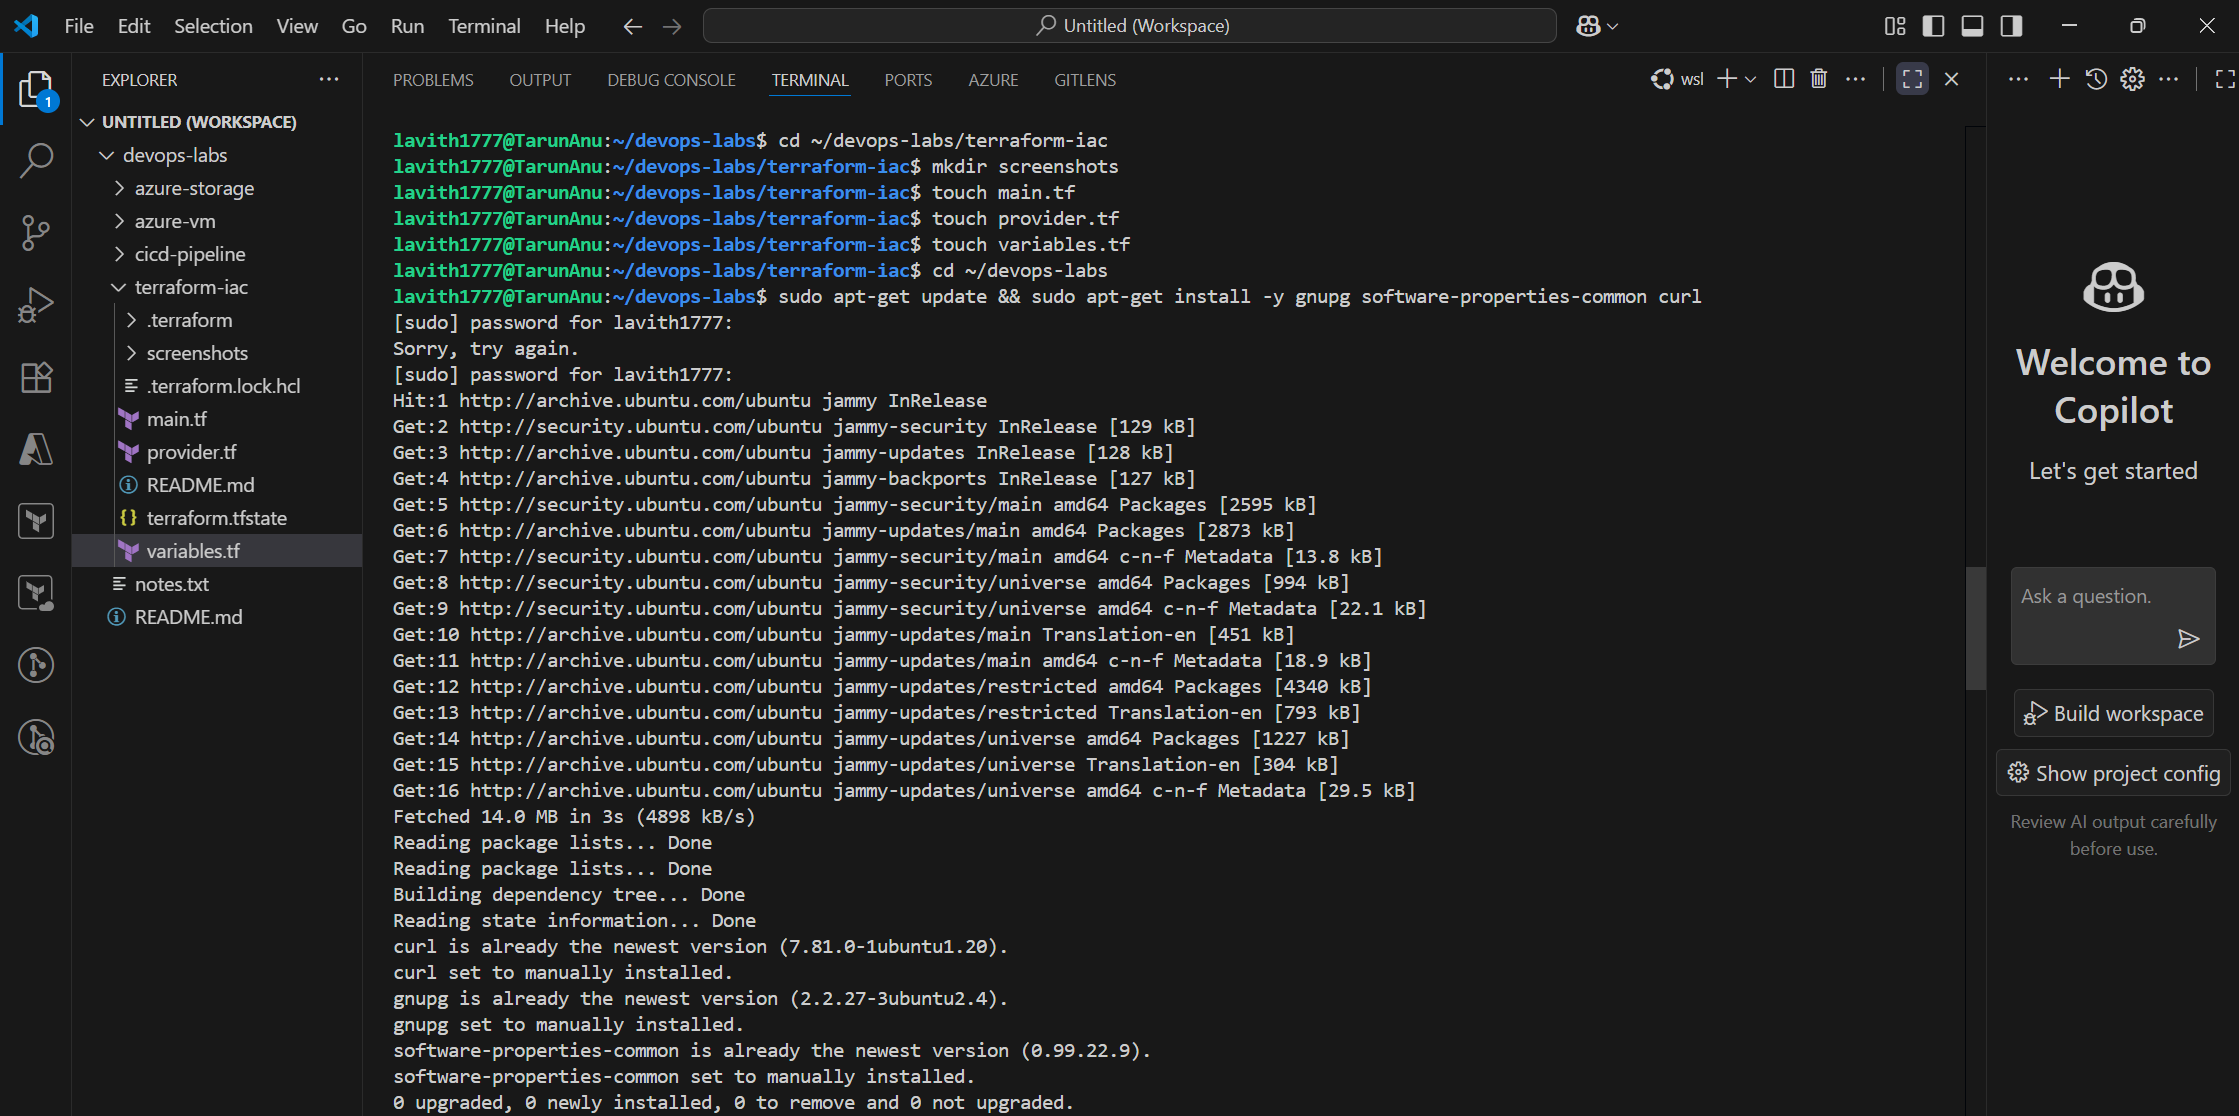 File Edit Selection View Go Run Terminal Help
Untitled (Workspace)
EXPLORER
1
UNTITLED (WORKSPACE)
devops-labs
azure-storage
azure-vm
cicd-pipeline
terraform-iac
.terraform
screenshots
.terraform.lock.hcl
main.tf
provider.tf
README.md
terraform.tfstate
variables.tf
notes.txt
README.md
PROBLEMS OUTPUT DEBUG CONSOLE TERMINAL PORTS AZURE GITLENS
wsl
lavith1777@TarunAnu:~/devops-labs$ cd ~/devops-labs/terraform-iac
lavith1777@TarunAnu:~/devops-labs/terraform-iac$ mkdir screenshots
lavith1777@TarunAnu:~/devops-labs/terraform-iac$ touch main.tf
lavith1777@TarunAnu:~/devops-labs/terraform-iac$ touch provider.tf
lavith1777@TarunAnu:~/devops-labs/terraform-iac$ touch variables.tf
lavith1777@TarunAnu:~/devops-labs/terraform-iac$ cd ~/devops-labs
lavith1777@TarunAnu:~/devops-labs$ sudo apt-get update && sudo apt-get install -y gnupg software-properties-common curl
[sudo] password for lavith1777:
Sorry, try again.
[sudo] password for lavith1777:
Hit:1 http://archive.ubuntu.com/ubuntu jammy InRelease
Get:2 http://security.ubuntu.com/ubuntu jammy-security InRelease [129 kB]
Get:3 http://archive.ubuntu.com/ubuntu jammy-updates InRelease [128 kB]
Get:4 http://archive.ubuntu.com/ubuntu jammy-backports InRelease [127 kB]
Get:5 http://security.ubuntu.com/ubuntu jammy-security/main amd64 Packages [2595 kB]
Get:6 http://archive.ubuntu.com/ubuntu jammy-updates/main amd64 Packages [2873 kB]
Get:7 http://security.ubuntu.com/ubuntu jammy-security/main amd64 c-n-f Metadata [13.8 kB]
Get:8 http://security.ubuntu.com/ubuntu jammy-security/universe amd64 Packages [994 kB]
Get:9 http://security.ubuntu.com/ubuntu jammy-security/universe amd64 c-n-f Metadata [22.1 kB]
Get:10 http://archive.ubuntu.com/ubuntu jammy-updates/main Translation-en [451 kB]
Get:11 http://archive.ubuntu.com/ubuntu jammy-updates/main amd64 c-n-f Metadata [18.9 kB]
Get:12 http://archive.ubuntu.com/ubuntu jammy-updates/restricted amd64 Packages [4340 kB]
Get:13 http://archive.ubuntu.com/ubuntu jammy-updates/restricted Translation-en [793 kB]
Get:14 http://archive.ubuntu.com/ubuntu jammy-updates/universe amd64 Packages [1227 kB]
Get:15 http://archive.ubuntu.com/ubuntu jammy-updates/universe Translation-en [304 kB]
Get:16 http://archive.ubuntu.com/ubuntu jammy-updates/universe amd64 c-n-f Metadata [29.5 kB]
Fetched 14.0 MB in 3s (4898 kB/s)
Reading package lists... Done
Reading package lists... Done
Building dependency tree... Done
Reading state information... Done
curl is already the newest version (7.81.0-1ubuntu1.20).
curl set to manually installed.
gnupg is already the newest version (2.2.27-3ubuntu2.4).
gnupg set to manually installed.
software-properties-common is already the newest version (0.99.22.9).
software-properties-common set to manually installed.
0 upgraded, 0 newly installed, 0 to remove and 0 not upgraded.
Welcome to
Copilot
Let's get started
Ask a question.
Build workspace
Show project config
Review AI output carefully
before use.